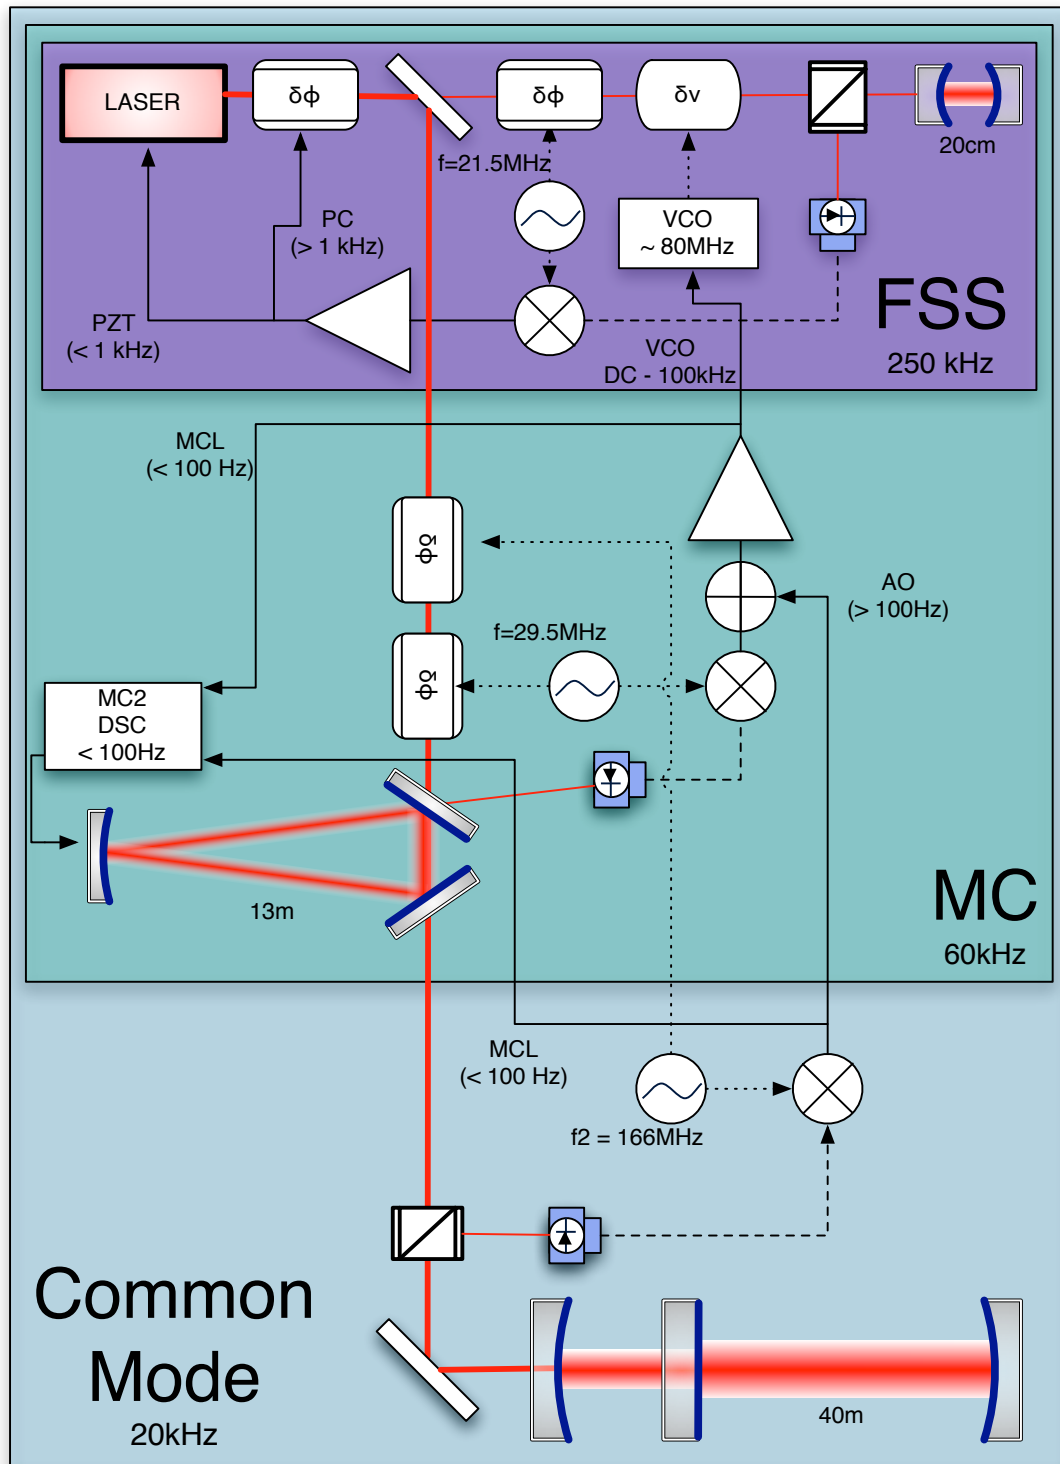 LASER
δϕ
δϕ
δν
20cm
f=21.5MHz
PC
(> 1 kHz)
VCO
~ 80MHz
FSS
250 kHz
PZT
(< 1 kHz)
VCO
DC - 100kHz
MCL
(< 100 Hz)
δϕ
AO
(> 100Hz)
f=29.5MHz
δϕ
MC2
DSC
< 100Hz
13m
MC
60kHz
MCL
(< 100 Hz)
f2 = 166MHz
Common
Mode
20kHz
40m